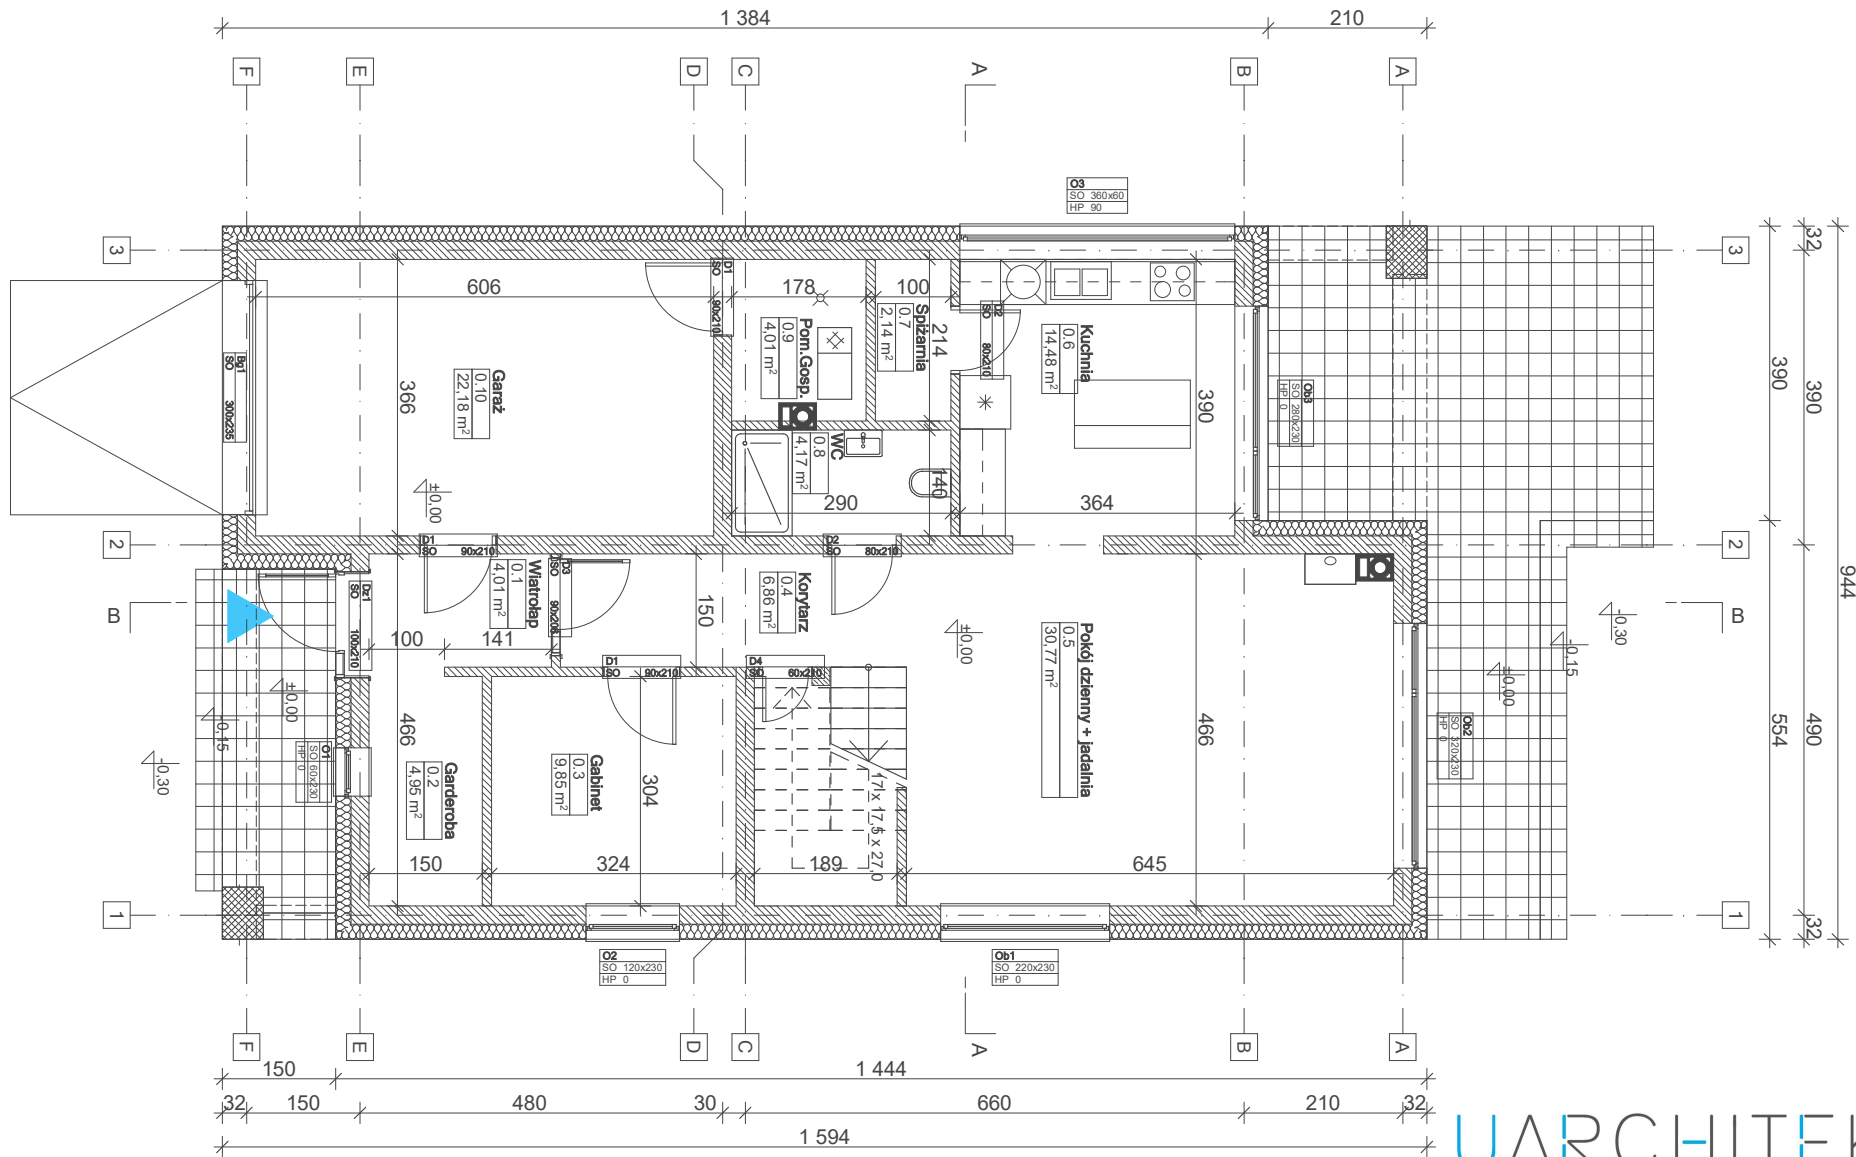 1 384
210
F
E
D
C
A
B
A
O3
SO 360x60
HP 90
3
3
606
178
100
D1
SO 90x210
D2
SO 80x210
Spiżarnia
0.7
2,14 m²
214
Pom.Gosp.
0.9
4,01 m²
Kuchnia
0.6
14,48 m²
Bg1
SO 300x235
366
Garaż
0.10
22,18 m²
390
Ob3
SO 280x230
HP 0
32
390
390
WC
0.8
4,17 m²
140
290
364
±0,00
2
2
D1
SO 90x210
D2
SO 80x210
D3
SO 90x205
Wiatrołap
0.1
4,01 m²
Korytarz
0.4
6,86 m²
150
Dz1
SO 100x210
B
B
100
141
944
-0,30
-0,15
±0,00
±0,00
D1
SO 90x210
D4
SO 60x210
Pokój dzienny + jadalnia
0.5
30,77 m²
±0,00
-0,15
-0,30
466
466
490
554
O1
SO 60x230
HP 0
Ob2
SO 320x230
HP 0
Garderoba
0.2
4,95 m²
Gabinet
0.3
9,85 m²
304
17 x 17,5 x 27,0
150
324
189
645
1
1
32
O2
SO 120x230
HP 0
Ob1
SO 220x230
HP 0
F
E
D
C
A
B
A
150
1 444
32
150
480
30
660
210
32
1 594
UARCHITEK